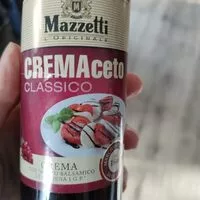 M
Mazzetti
L'ORIGINALE
CREMAceto
CLASSICO
CREMA
BALSAMICO
I.G.P.